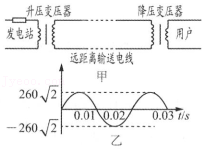 升压变压器 降压变压器
发电站 用户
远距离输送电线
甲
260√2
0.01 0.02 0.03 t/s
-260√2
乙